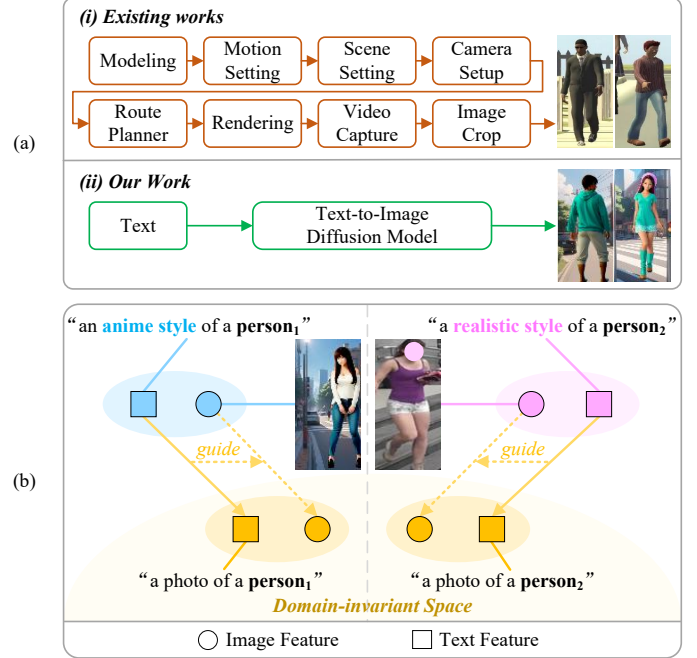 (a)
(i) Existing works
Modeling
Motion
Setting
Scene
Setting
Camera
Setup
Route
Planner
Rendering
Video
Capture
Image
Crop
(ii) Our Work
Text
Text-to-Image
Diffusion Model
(b)
“an anime style of a person1”
“a realistic style of a person2”
guide
guide
“a photo of a person1”
“a photo of a person2”
Domain-invariant Space
Image Feature
Text Feature